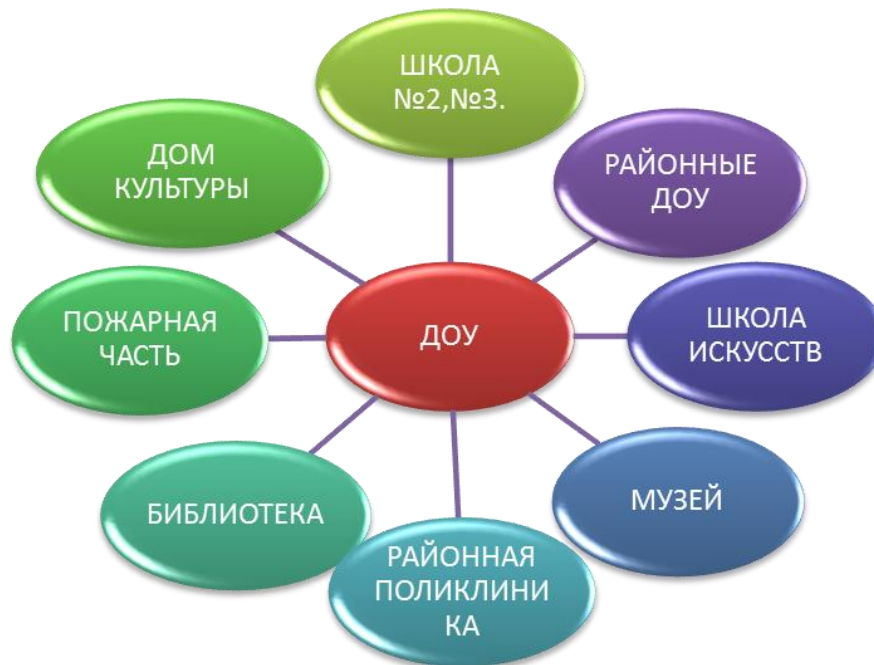 ШКОЛА
№2,№3.
ДОМ
КУЛЬТУРЫ
РАЙОННЫЕ
ДОУ
ПОЖАРНАЯ
ЧАСТЬ
ДОУ
ШКОЛА
ИСКУССТВ
БИБЛИОТЕКА
МУЗЕЙ
РАЙОННАЯ
ПОЛИКЛИНИ
КА